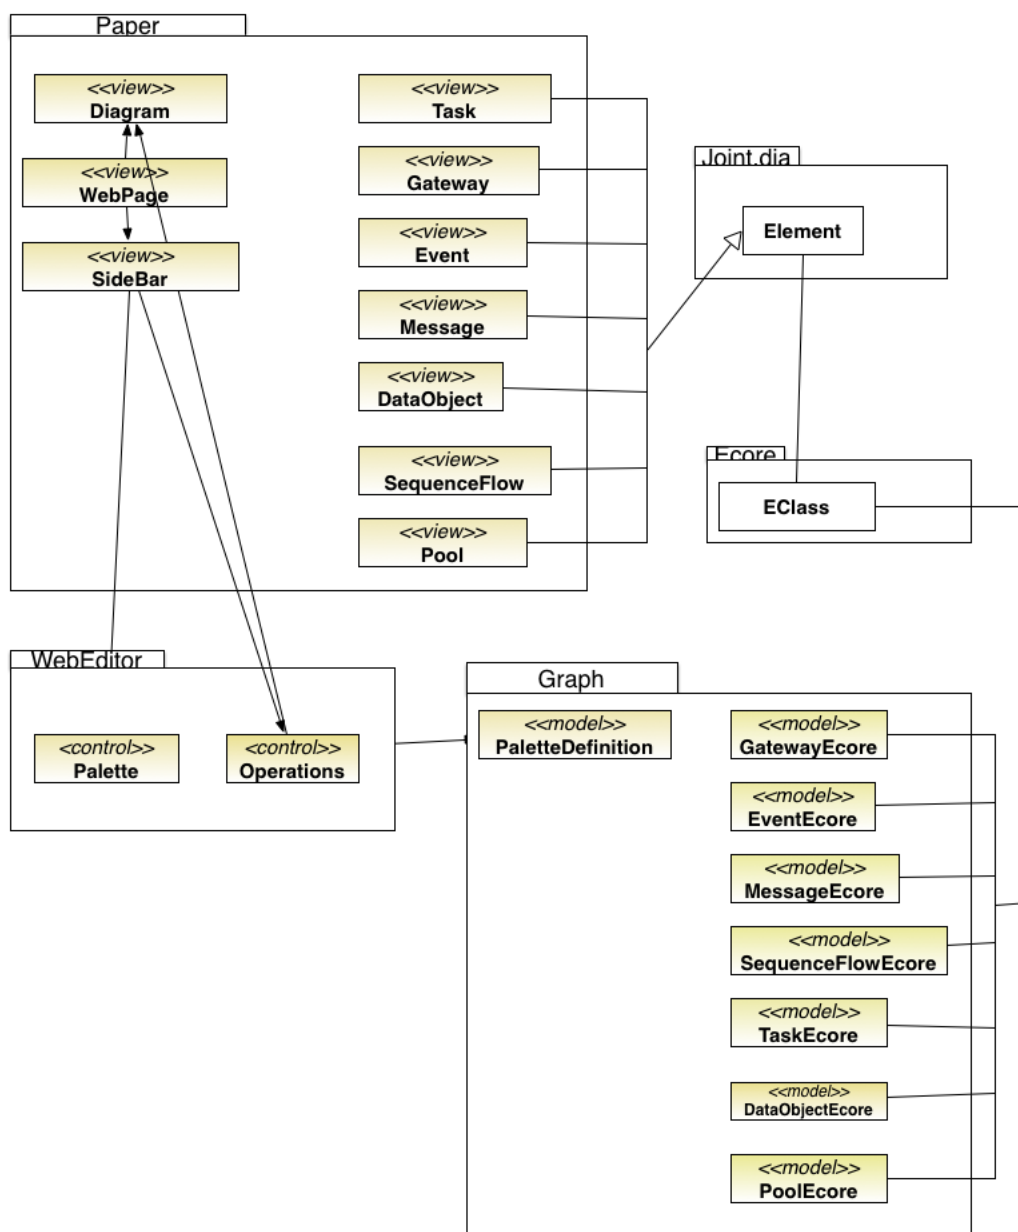 Paper
<<view>>
Diagram
<<view>>
WebPage
<<view>>
SideBar
<<view>>
Task
<<view>>
Gateway
<<view>>
Event
<<view>>
Message
<<view>>
DataObject
<<view>>
SequenceFlow
<<view>>
Pool
Joint.dia
Element
Ecore
EClass
WebEditor
<control>>
Palette
<control>>
Operations
Graph
<<model>>
PaletteDefinition
<<model>>
GatewayEcore
<<model>>
EventEcore
<<model>>
MessageEcore
<<model>>
SequenceFlowEcore
<<model>>
TaskEcore
<<model>>
DataObjectEcore
<<model>>
PoolEcore